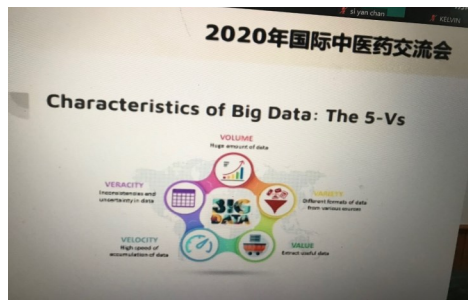 si yan chan
KELVIN
2020年国际中医药交流会
Characteristics of Big Data: The 5-Vs
VOLUME
Huge amount of data
VERACITY
Inconsistencies and
uncertainty in data
VARIETY
Different formats of data
from various sources
BIG
DATA
VELOCITY
High speed of
accumulation of data
VALUE
Extract useful data